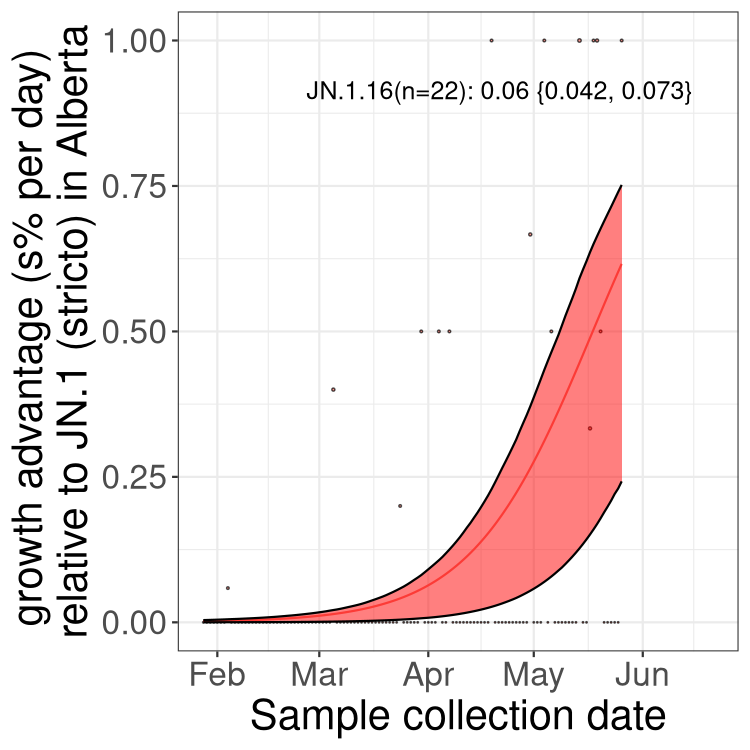 growth advantage (s% per day)
relative to JN.1 (stricto) in Alberta
1.00
0.75
0.50
0.25
0.00
JN.1.16(n=22): 0.06 {0.042, 0.073}
Feb Mar Apr May Jun
Sample collection date